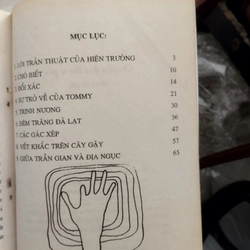 MỤC LỤC:
1. LỜI TRẦN THUẬT CỦA HIỆN TRƯỜNG 3
2. CHÓ BIẾT 10
3. ĐỔI XÁC 14
4. SỰ TRỞ VỀ CỦA TOMMY 21
5. TRINH NƯƠNG 36
6. ĐÊM TRĂNG ĐÀ LẠT 47
7. CÁC GÁC XÉP 57
8. VẾT KHẮC TRÊN CÂY GẬY 50
9. GIỮA TRẦN GIAN VÀ ĐỊA NGỤC 65